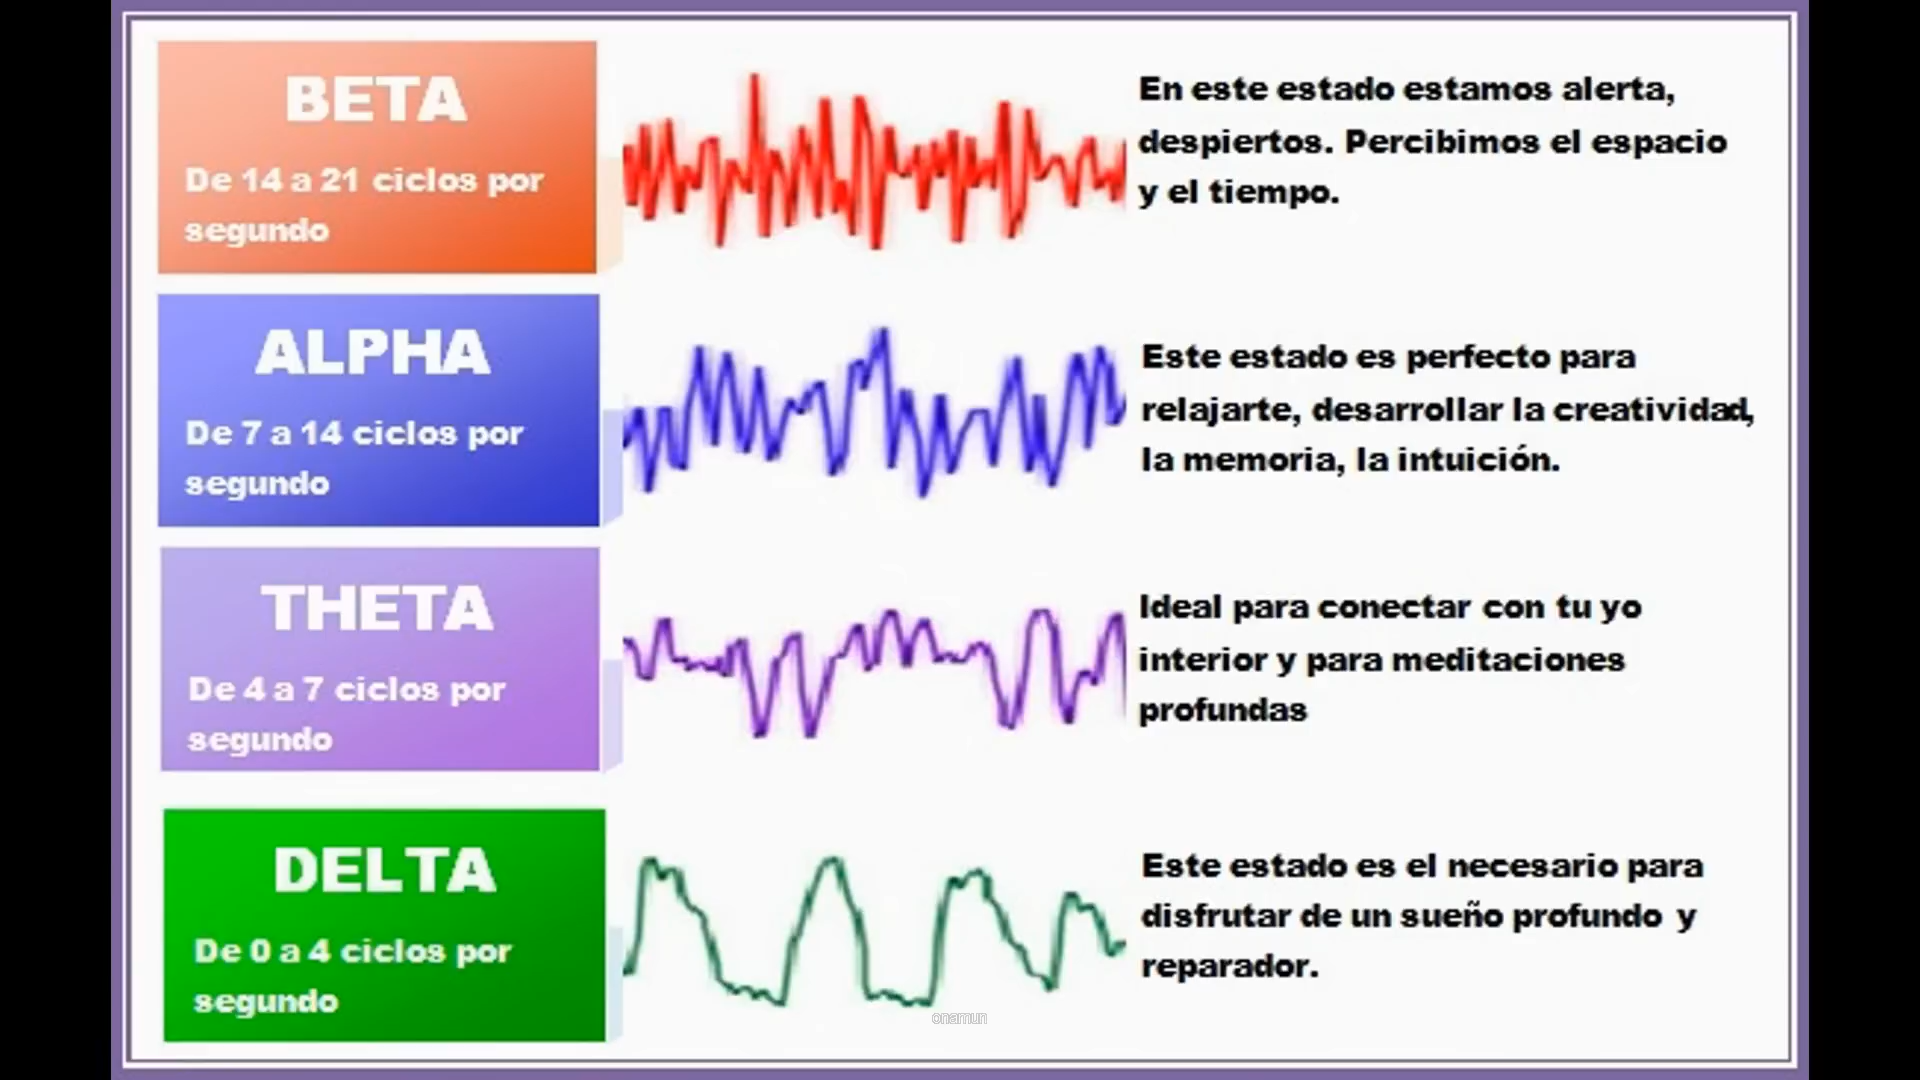 BETA
De 14 a 21 ciclos por
segundo
En este estado estamos alerta,
despiertos. Percibimos el espacio
y el tiempo.
ALPHA
De 7 a 14 ciclos por
segundo
Este estado es perfecto para
relajarte, desarrollar la creatividad,
la memoria, la intuición.
THETA
De 4 a 7 ciclos por
segundo
Ideal para conectar con tu yo
interior y para meditaciones
profundas
DELTA
De 0 a 4 ciclos por
segundo
Este estado es el necesario para
disfrutar de un sueño profundo y
reparador.
onamun